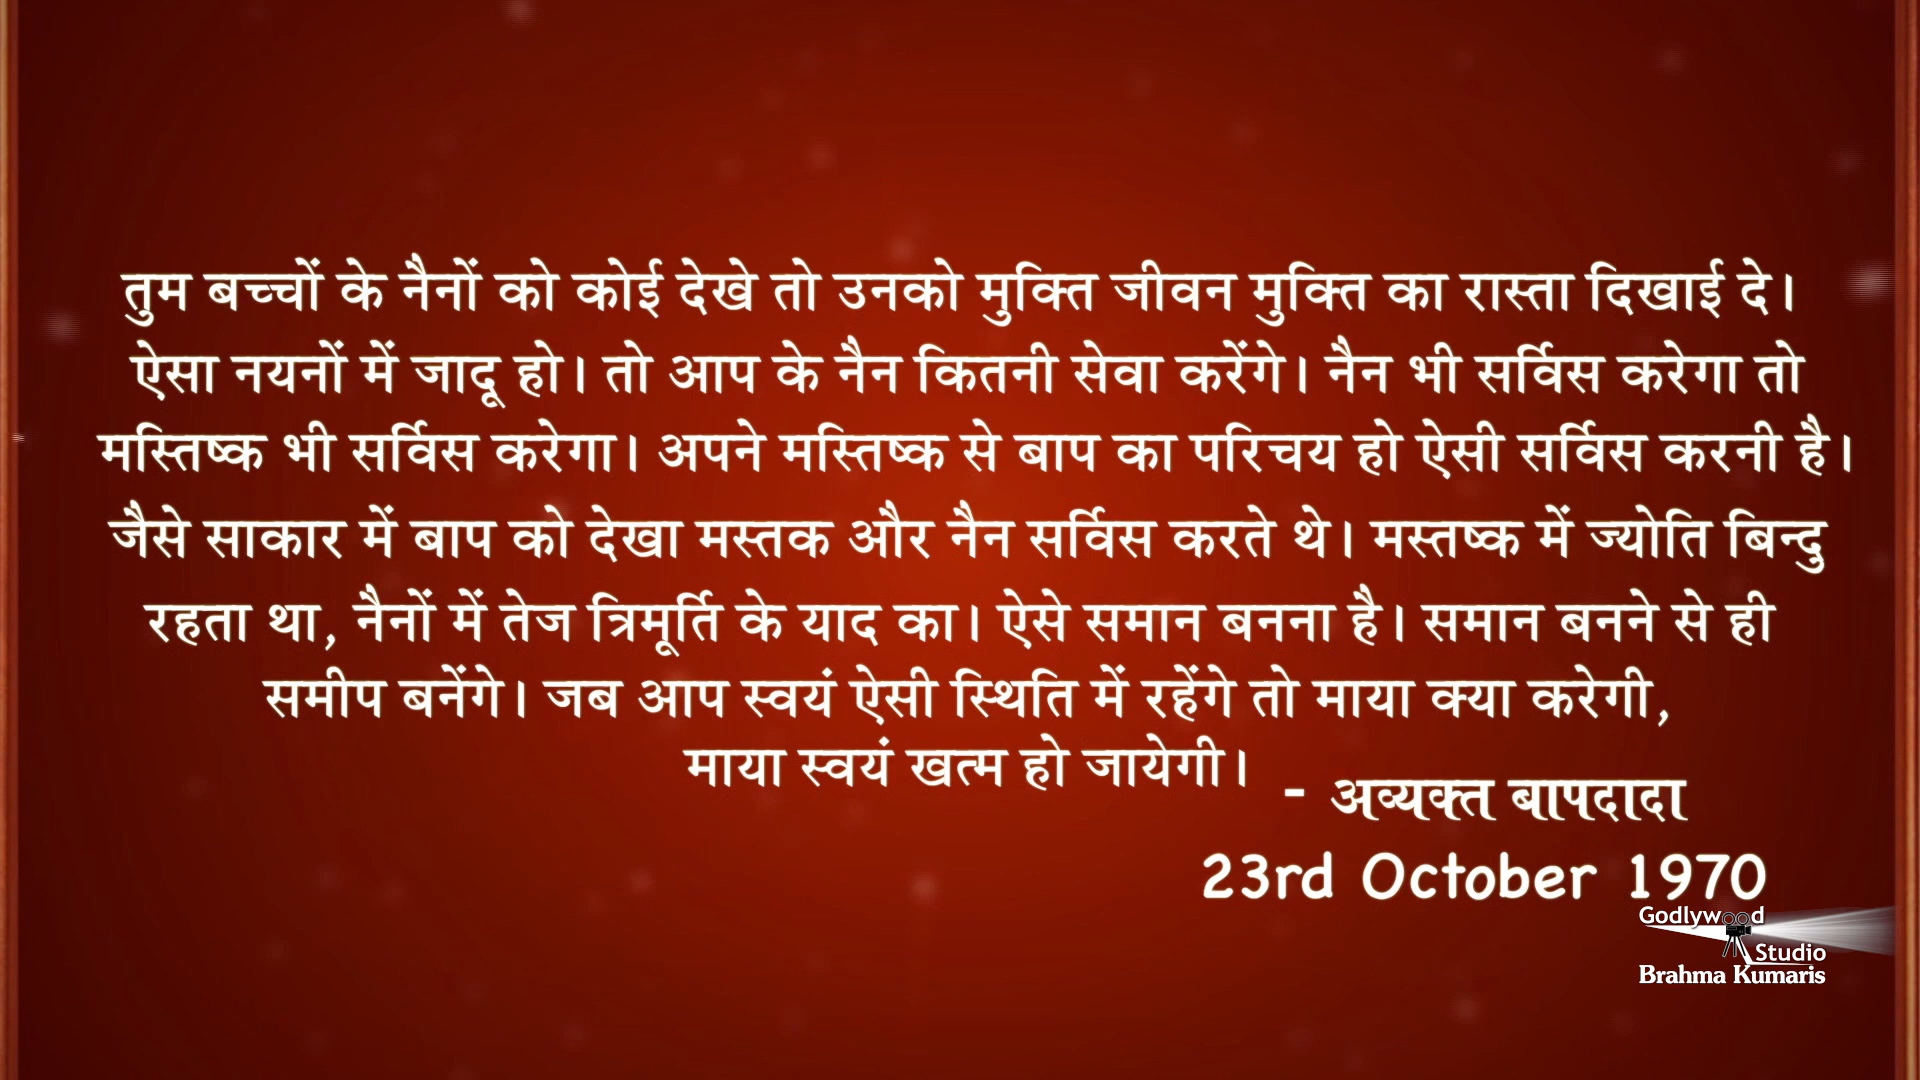 तुम बच्चों के नैनों को कोई देखे तो उनको मुक्ति जीवन मुक्ति का रास्ता दिखाई दे।
ऐसा नयनों में जादू हो। तो आप के नैन कितनी सेवा करेंगे। नैन भी सर्विस करेगा तो
मस्तिष्क भी सर्विस करेगा। अपने मस्तिष्क से बाप का परिचय हो ऐसी सर्विस करनी है।
जैसे साकार में बाप को देखा मस्तक और नैन सर्विस करते थे। मस्तष्क में ज्योति बिन्दु
रहता था, नैनों में तेज त्रिमूर्ति के याद का। ऐसे समान बनना है। समान बनने से ही
समीप बनेंगे। जब आप स्वयं ऐसी स्थिति में रहेंगे तो माया क्या करेगी,
माया स्वयं खत्म हो जायेगी।
- अव्यक्त बापदादा
23rd October 1970
Godlywood
Studio
Brahma Kumaris